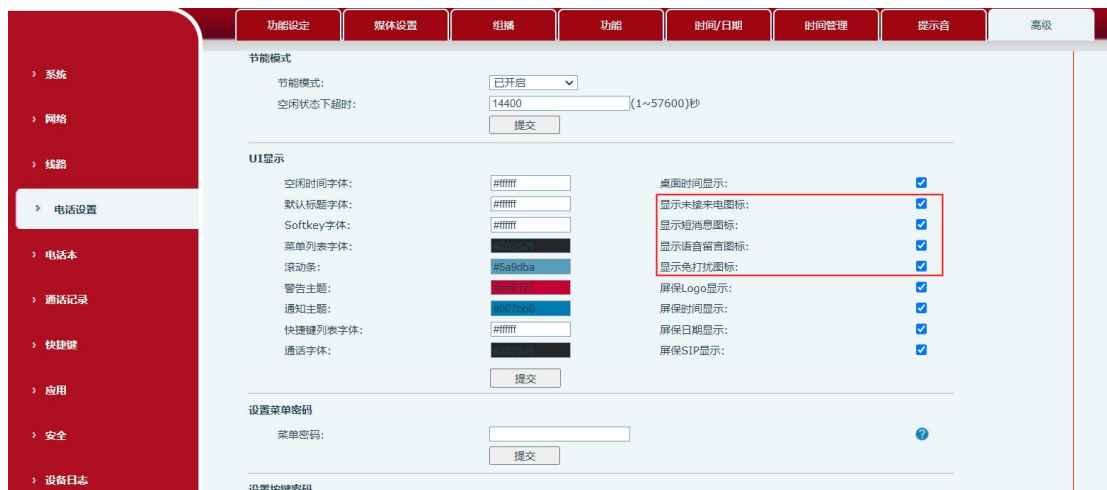 功能设定 媒体设置 组播 功能 时间/日期 时间管理 提示音 高级
系统
网络
线路
电话设置
电话本
通话记录
快捷键
应用
安全
设备日志
节能模式
节能模式: 已开启
空闲状态下超时: 14400 (1~57600)秒
提交
UI显示
空闲时间字体: #ffffff 桌面时间显示:
默认标题字体: #ffffff 显示未接来电图标:
Softkey字体: #ffffff 显示短消息图标:
菜单列表字体: #262626 显示语音留言图标:
滚动条: #5a9dba 显示免打扰图标:
警告主题: 屏保Logo显示:
通知主题: #007bb0 屏保时间显示:
快捷键列表字体: #ffffff 屏保日期显示:
通话字体: #262626 屏保SIP显示:
提交
设置菜单密码
菜单密码:
提交
设置按键密码